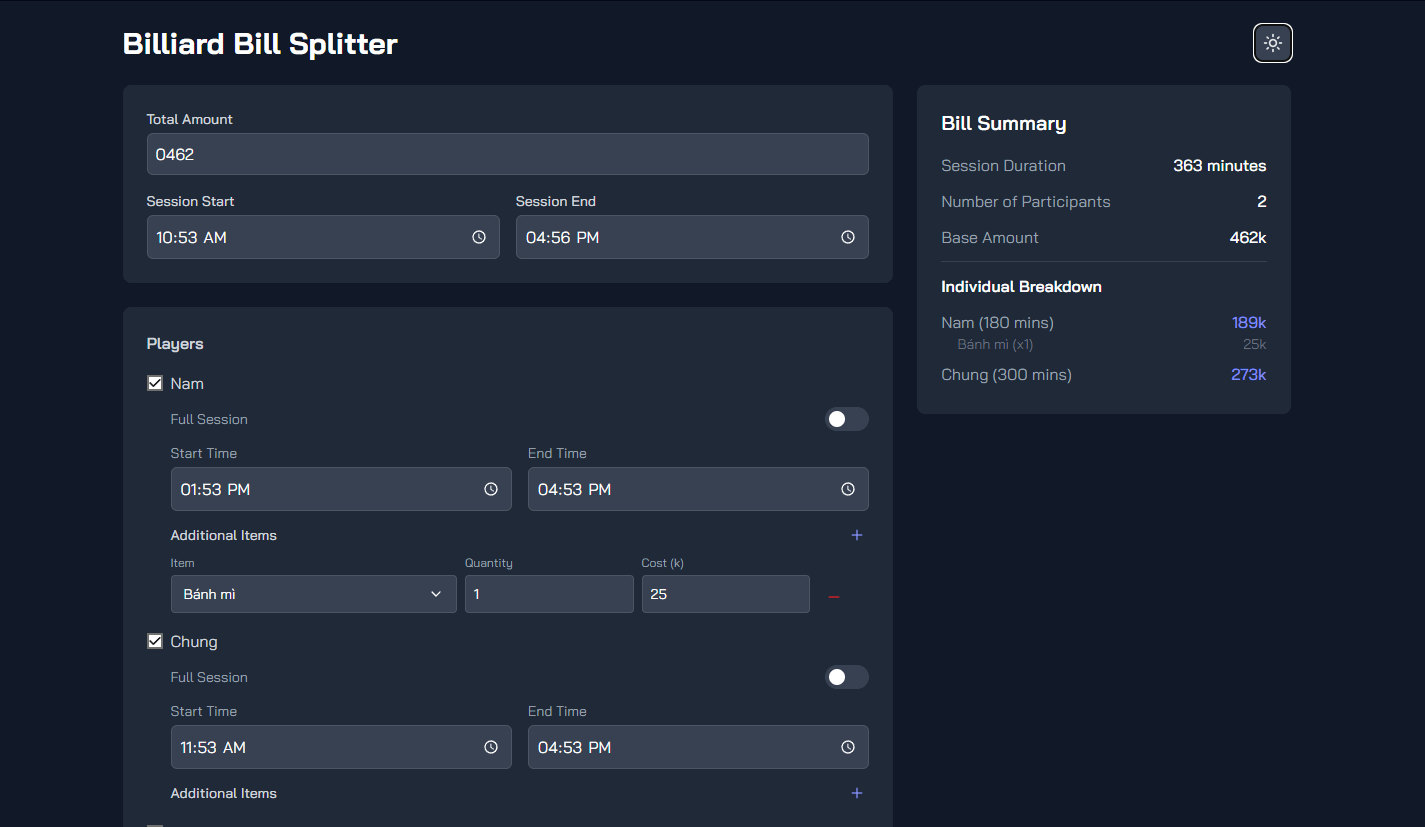 Billiard Bill Splitter
Total Amount
0462
Session Start
Session End
10:53 AM
04:56 PM
Players
Nam
Full Session
Start Time
End Time
01:53 PM
04:53 PM
Additional Items
Item
Quantity
Cost (k)
Bánh mì
1
25
Chung
Full Session
Start Time
End Time
11:53 AM
04:53 PM
Additional Items
Bill Summary
Session Duration 363 minutes
Number of Participants 2
Base Amount 462k
Individual Breakdown
Nam (180 mins) 189k
Bánh mì (x1) 25k
Chung (300 mins) 273k